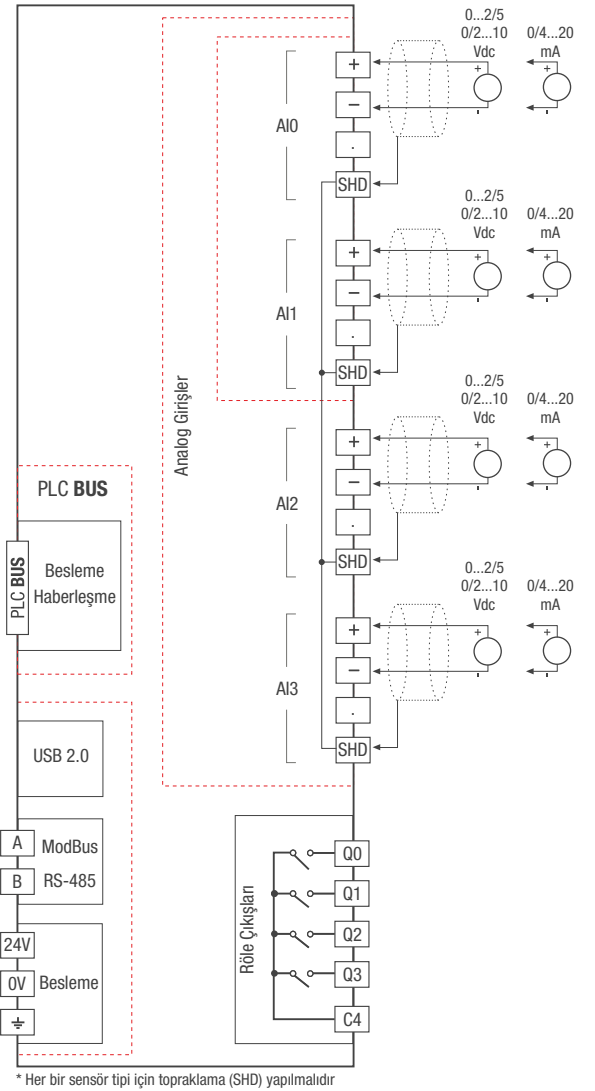 0...2/5
0/2...10 0/4...20
Vdc mA
+ + +
−
- -
AI0
.
SHD
0...2/5
0/2...10 0/4...20
Vdc mA
+ + +
−
- -
AI1
.
SHD
0...2/5
0/2...10 0/4...20
Vdc mA
+ + +
−
- -
AI2
.
SHD
0...2/5
0/2...10 0/4...20
Vdc mA
+ + +
−
- -
AI3
.
SHD
Analog Girişler
PLC BUS
PLC BUS
Besleme
Haberleşme
USB 2.0
A ModBus
B RS-485
24V
0V Besleme
Röle Çıkışları
Q0
Q1
Q2
Q3
C4
* Her bir sensör tipi için topraklama (SHD) yapılmalıdır